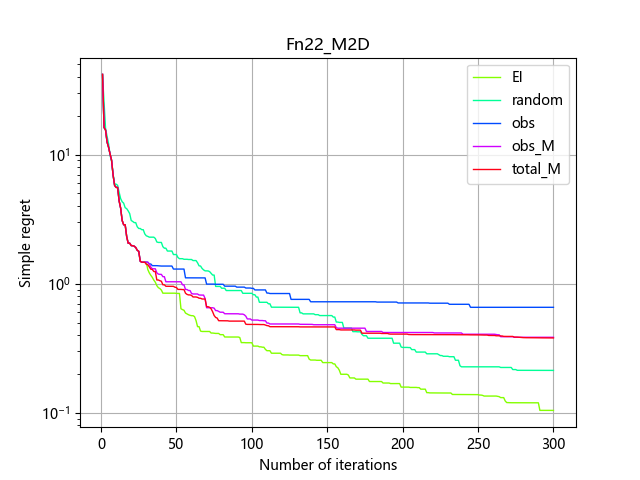 Fn22_M2D
EI
random
obs
obs_M
total_M
Simple regret
10¹
10⁰
10⁻¹
0 50 100 150 200 250 300
Number of iterations